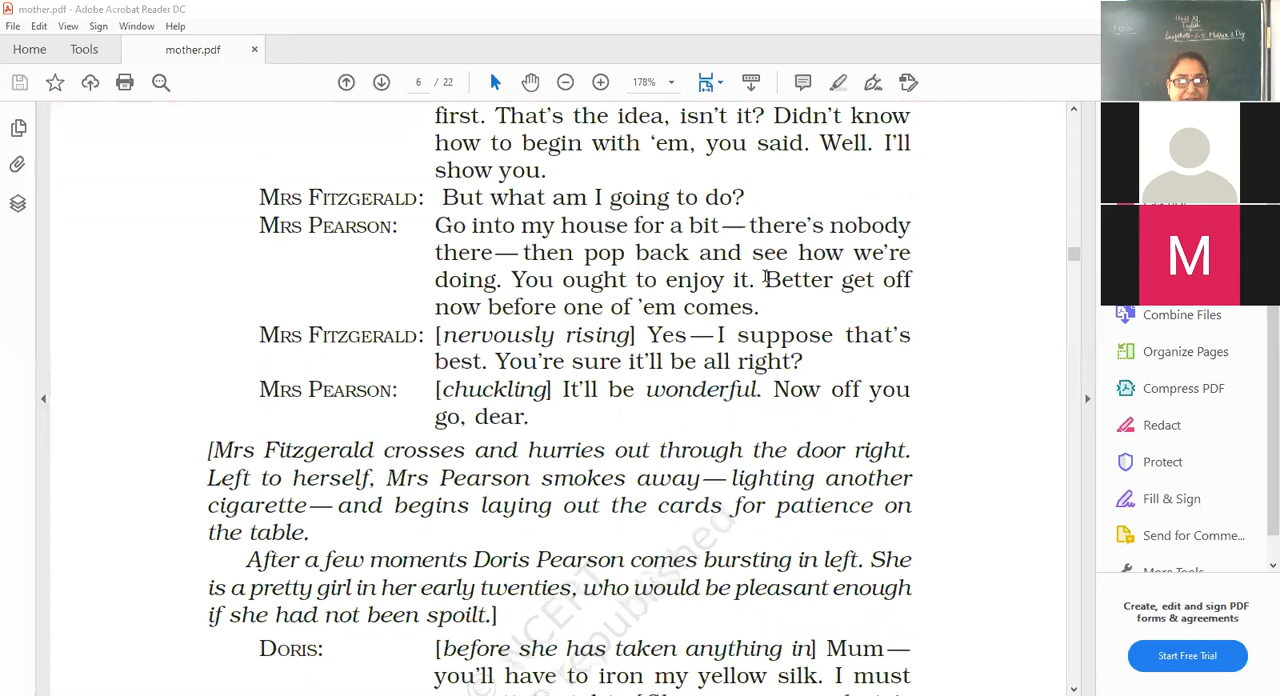 mother.pdf - Adobe Acrobat Reader DC
File Edit View Sign Window Help
Home Tools mother.pdf ×
6 / 22 178%
first. That's the idea, isn't it? Didn't know
how to begin with 'em, you said. Well. I'll
show you.
MRS FITZGERALD: But what am I going to do?
MRS PEARSON: Go into my house for a bit—there's nobody
there—then pop back and see how we're
doing. You ought to enjoy it. Better get off
now before one of 'em comes.
MRS FITZGERALD: [nervously rising] Yes—I suppose that's
best. You're sure it'll be all right?
MRS PEARSON: [chuckling] It'll be wonderful. Now off you
go, dear.
[Mrs Fitzgerald crosses and hurries out through the door right.
Left to herself, Mrs Pearson smokes away—lighting another
cigarette—and begins laying out the cards for patience on
the table.
After a few moments Doris Pearson comes bursting in left. She
is a pretty girl in her early twenties, who would be pleasant enough
if she had not been spoilt.]
DORIS: [before she has taken anything in] Mum—
you'll have to iron my yellow silk. I must
© NCERT
republished
M
Combine Files
Organize Pages
Compress PDF
Redact
Protect
Fill & Sign
Send for Comme...
More Tools
Create, edit and sign PDF
forms & agreements
Start Free Trial